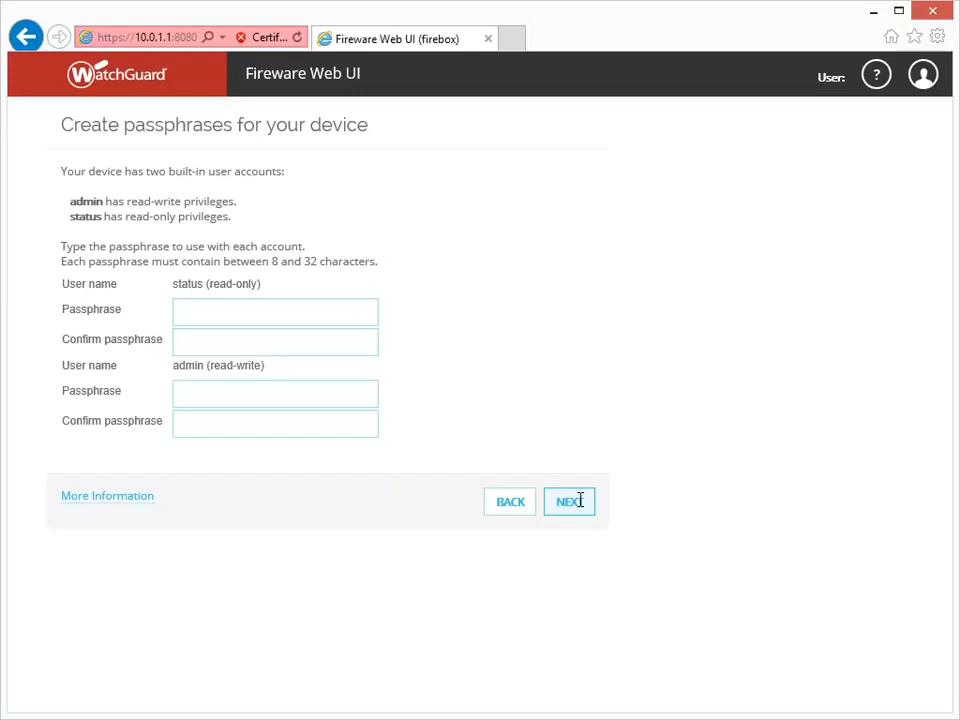 https://10.0.1.1:8080
Certif...
Fireware Web UI (firebox)
WatchGuard
Fireware Web UI
User:
?
Create passphrases for your device
Your device has two built-in user accounts:
admin has read-write privileges.
status has read-only privileges.
Type the passphrase to use with each account.
Each passphrase must contain between 8 and 32 characters.
User name status (read-only)
Passphrase
Confirm passphrase
User name admin (read-write)
Passphrase
Confirm passphrase
More Information
BACK
NEXT